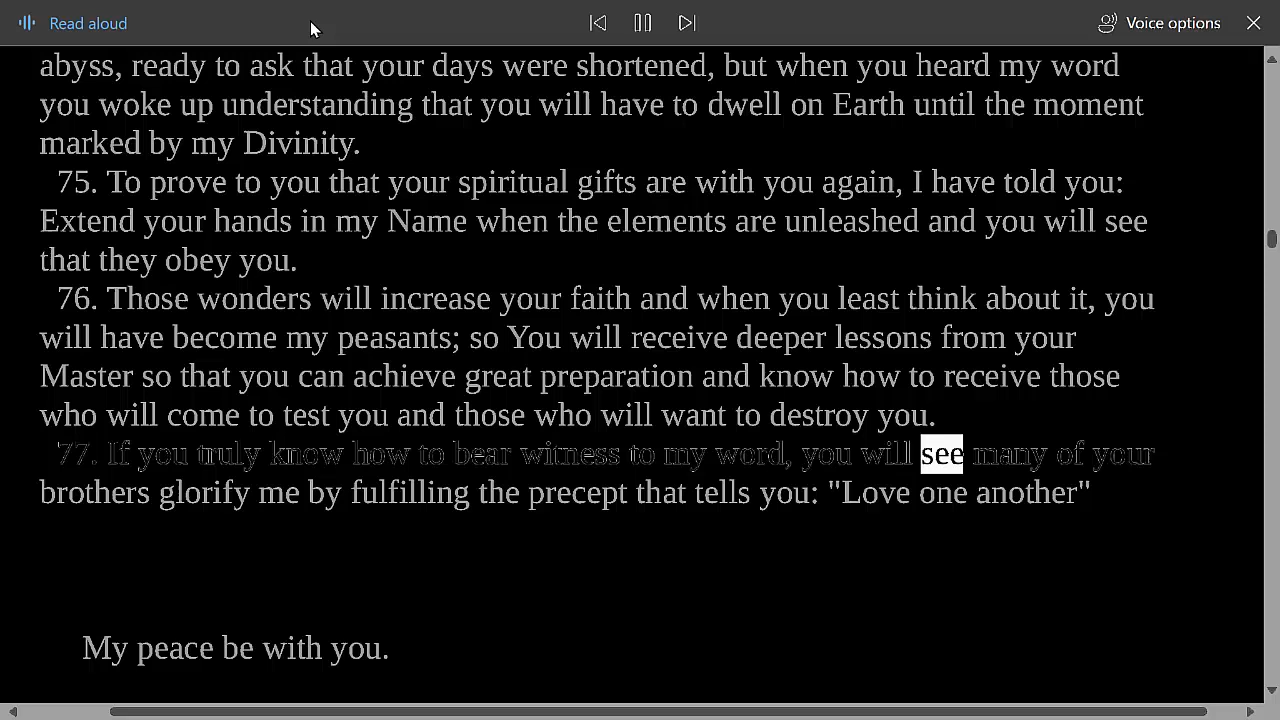 Read aloud
Voice options
abyss, ready to ask that your days were shortened, but when you heard my word
you woke up understanding that you will have to dwell on Earth until the moment
marked by my Divinity.
75. To prove to you that your spiritual gifts are with you again, I have told you:
Extend your hands in my Name when the elements are unleashed and you will see
that they obey you.
76. Those wonders will increase your faith and when you least think about it, you
will have become my peasants; so You will receive deeper lessons from your
Master so that you can achieve great preparation and know how to receive those
who will come to test you and those who will want to destroy you.
77. If you truly know how to bear witness to my word, you will see many of your
brothers glorify me by fulfilling the precept that tells you: "Love one another"
My peace be with you.